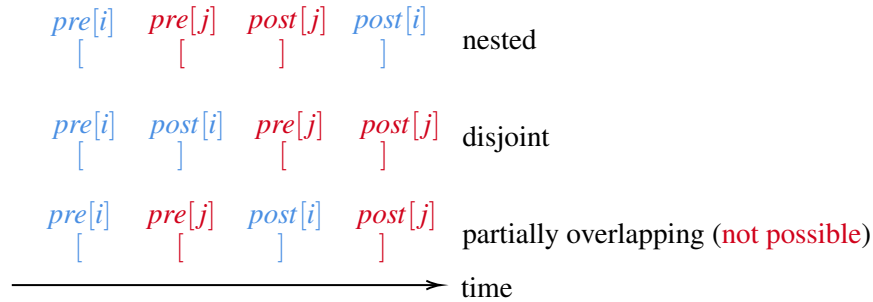 pre[i] pre[j] post[j] post[i]
[ [ ] ] nested
pre[i] post[i] pre[j] post[j]
[ ] [ ] disjoint
pre[i] pre[j] post[i] post[j]
[ [ ] ] partially overlapping (not possible)
time